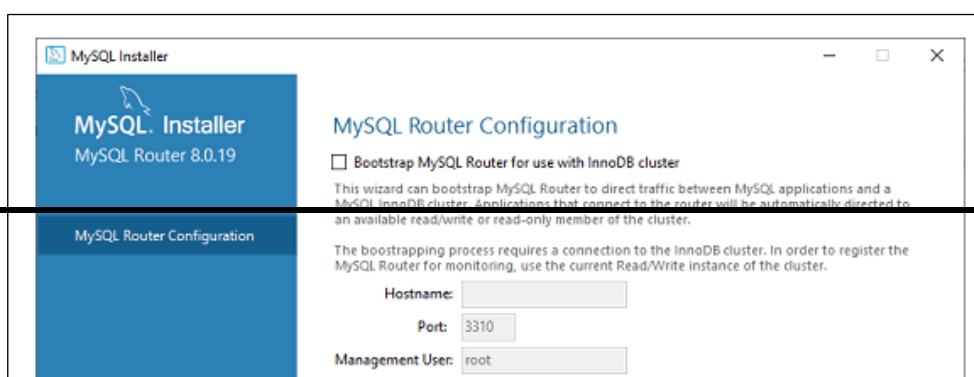 MySQL Installer
MySQL. Installer
MySQL Router 8.0.19
MySQL Router Configuration
MySQL Router Configuration
Bootstrap MySQL Router for use with InnoDB cluster
This wizard can bootstrap MySQL Router to direct traffic between MySQL applications and a
MySQL InnoDB cluster. Applications that connect to the router will be automatically directed to
an available read/write or read-only member of the cluster.
The boostrapping process requires a connection to the InnoDB cluster. In order to register the
MySQL Router for monitoring, use the current Read/Write instance of the cluster.
Hostname:
Port: 3310
Management User: root